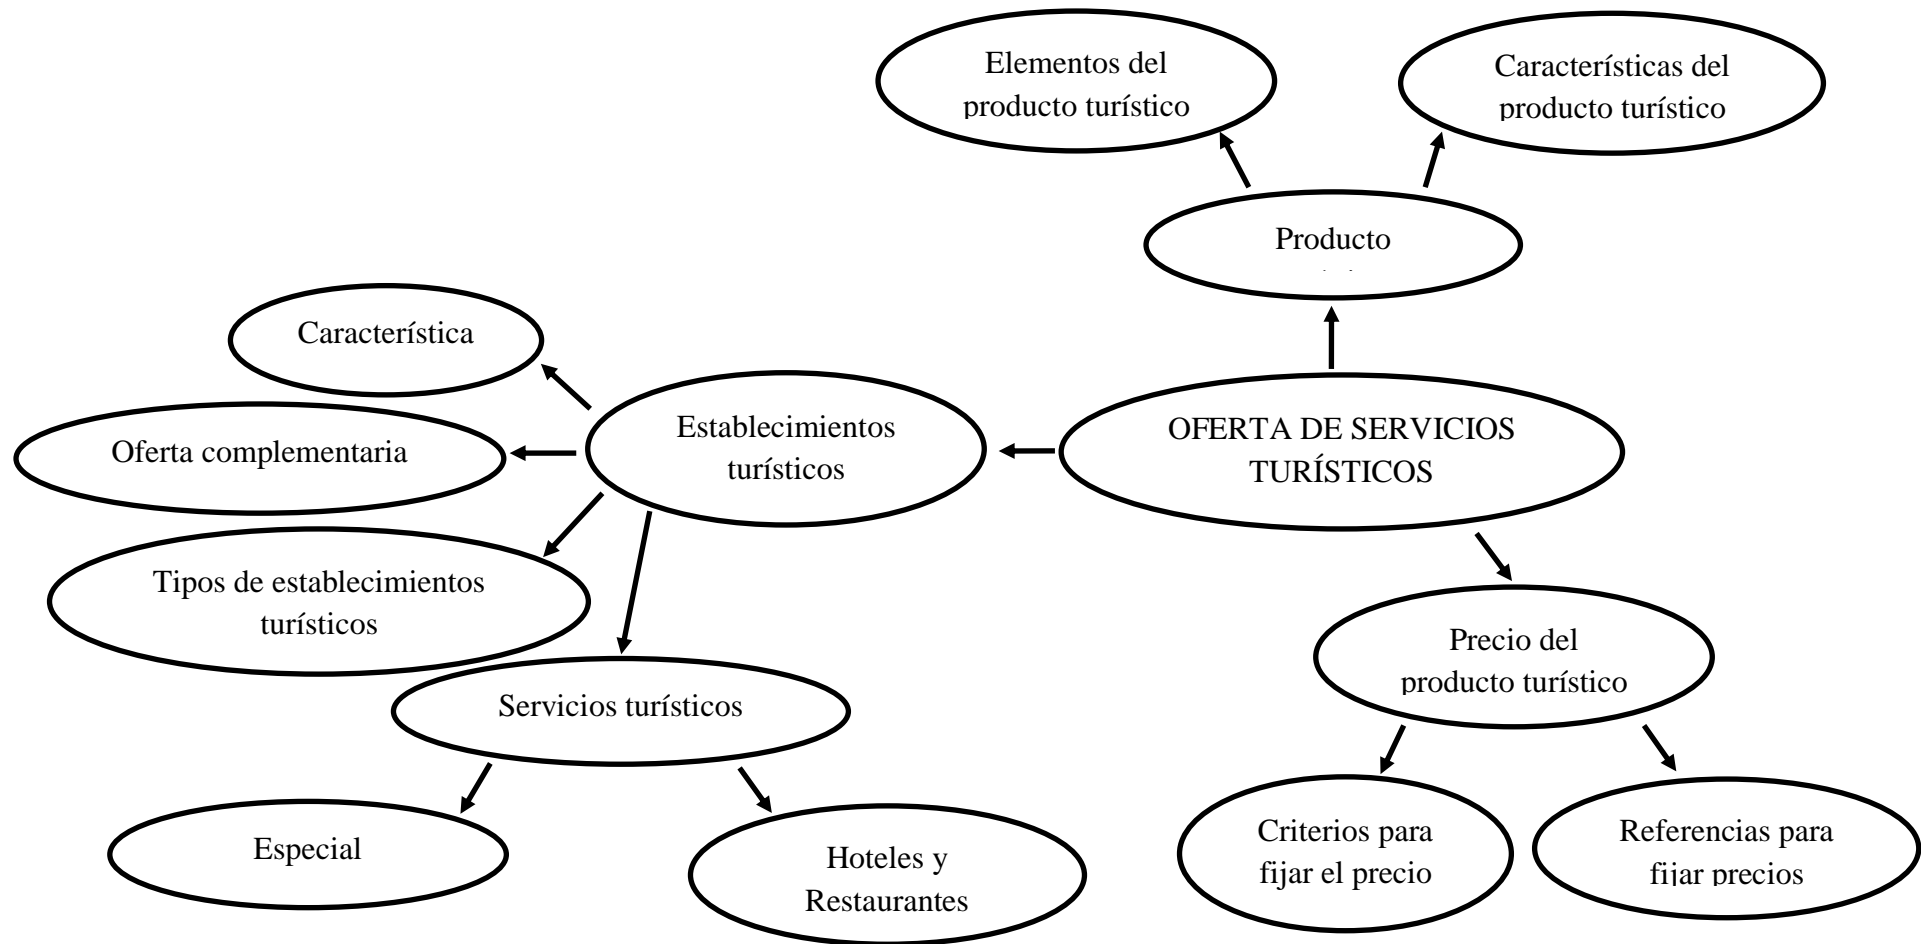 Elementos del
producto turístico
Características del
producto turístico
Producto
Característica
Oferta complementaria
Establecimientos
turísticos
OFERTA DE SERVICIOS
TURÍSTICOS
Tipos de establecimientos
turísticos
Servicios turísticos
Precio del
producto turístico
Especial
Hoteles y
Restaurantes
Criterios para
fijar el precio
Referencias para
fijar precios